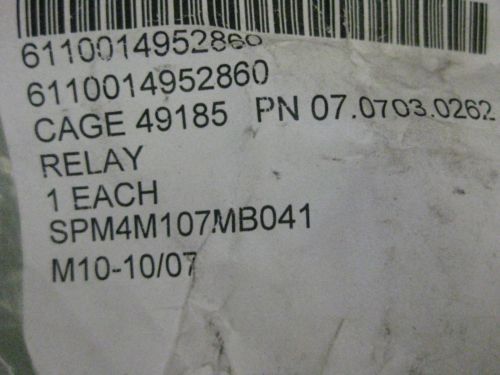 6110014952860
6110014952860
CAGE 49185 PN 07.0703.0262
RELAY
1 EACH
SPM4M107MB041
M10-10/07